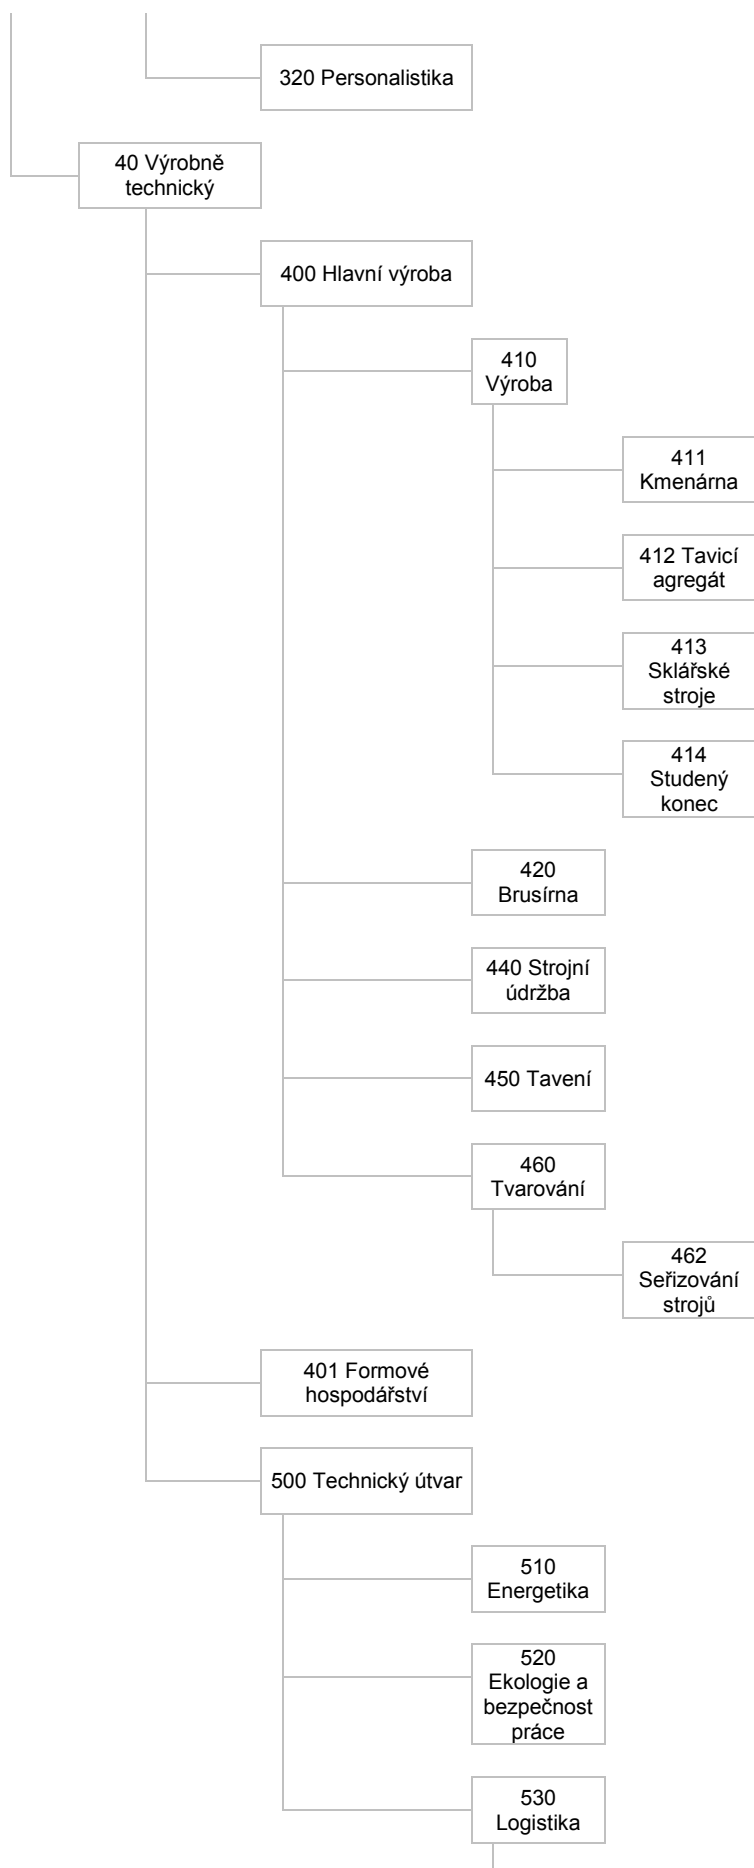 320 Personalistika
40 Výrobně
technický
400 Hlavní výroba
410
Výroba
411
Kmenárna
412 Tavicí
agregát
413
Sklářské
stroje
414
Studený
konec
420
Brusírna
440 Strojní
údržba
450 Tavení
460
Tvarování
462
Seřizování
strojů
401 Formové
hospodářství
500 Technický útvar
510
Energetika
520
Ekologie a
bezpečnost
práce
530
Logistika